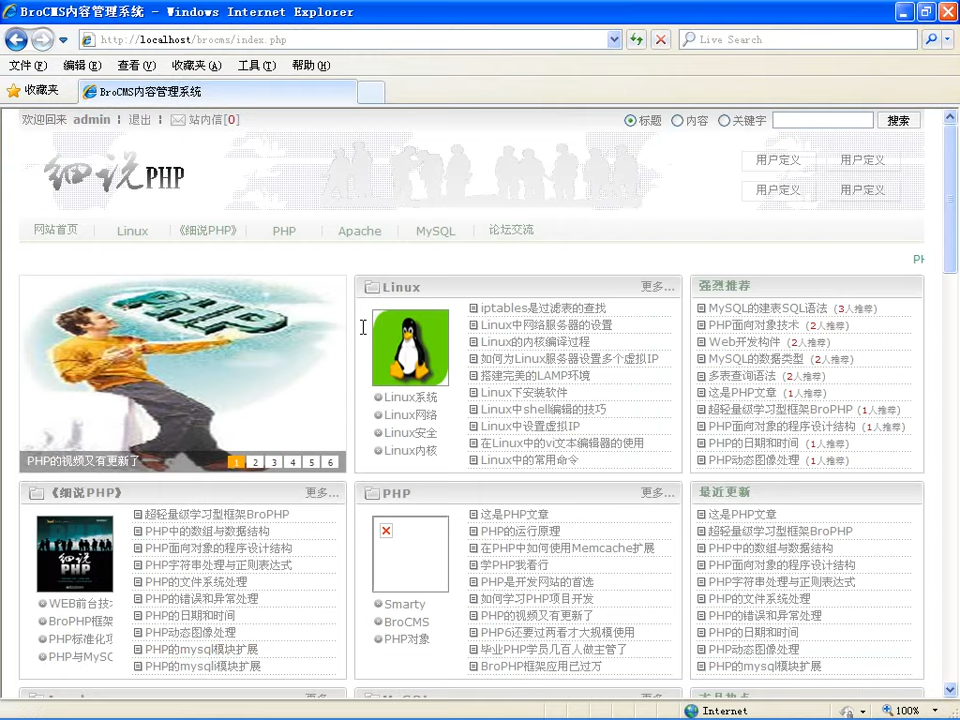 BroCMS内容管理系统 - Windows Internet Explorer
http://localhost/brocms/index.php
Live Search
文件(F) 编辑(E) 查看(V) 收藏夹(A) 工具(T) 帮助(H)
收藏夹 BroCMS内容管理系统
欢迎回来 admin | 退出 | 站内信[0] 标题 内容 关键字 搜索
细说PHP
用户定义 用户定义
用户定义 用户定义
网站首页 Linux 《细说PHP》 PHP Apache MySQL 论坛交流
PHP的视频又有更新了 1 2 3 4 5 6
Linux 更多...
Linux系统
Linux网络
Linux安全
Linux内核
iptables是过滤表的查找
Linux中网络服务器的设置
Linux的内核编译过程
如何为Linux服务器设置多个虚拟IP
搭建完美的LAMP环境
Linux下安装软件
Linux中shell编辑的技巧
Linux中设置虚拟IP
在Linux中的vi文本编辑器的使用
Linux中的常用命令
强烈推荐
MySQL的建表SQL语法 (3人推荐)
PHP面向对象技术 (2人推荐)
Web开发构件 (2人推荐)
MySQL的数据类型 (2人推荐)
多表查询语法 (2人推荐)
这是PHP文章 (1人推荐)
超轻量级学习型框架BroPHP (1人推荐)
PHP面向对象的程序设计结构 (1人推荐)
PHP的日期和时间 (1人推荐)
PHP动态图像处理 (1人推荐)
《细说PHP》 更多...
细说
PHP
WEB前台技
BroPHP框架
PHP标准化
PHP与MyS
超轻量级学习型框架BroPHP
PHP中的数组与数据结构
PHP面向对象的程序设计结构
PHP字符串处理与正则表达式
PHP的文件系统处理
PHP的错误和异常处理
PHP的日期和时间
PHP动态图像处理
PHP的mysql模块扩展
PHP的mysqli模块扩展
PHP 更多...
Smarty
BroCMS
PHP对象
这是PHP文章
PHP的运行原理
在PHP中如何使用Memcache扩展
学PHP我看行
PHP是开发网站的首选
如何学习PHP项目开发
PHP的视频又有更新了
PHP6还要过两看才大规模使用
毕业PHP学员几百人做主管了
BroPHP框架应用已过万
最近更新
这是PHP文章
超轻量级学习型框架BroPHP
PHP中的数组与数据结构
PHP面向对象的程序设计结构
PHP字符串处理与正则表达式
PHP的文件系统处理
PHP的错误和异常处理
PHP的日期和时间
PHP动态图像处理
PHP的mysql模块扩展
Internet 100%